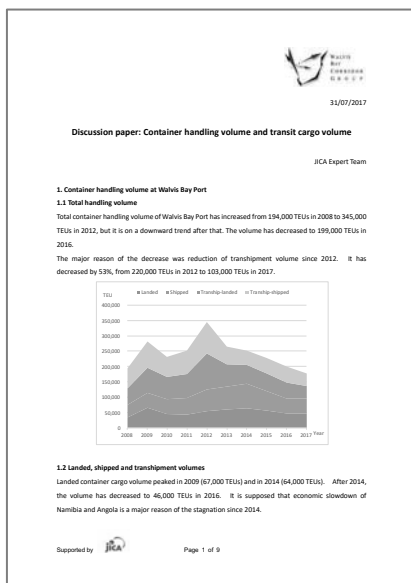 WALVIS
BAY
CORRIDOR
GROUP
31/07/2017
Discussion paper: Container handling volume and transit cargo volume
JICA Expert Team
1. Container handling volume at Walvis Bay Port
1.1 Total handling volume
Total container handling volume of Walvis Bay Port has increased from 194,000 TEUs in 2008 to 345,000
TEUs in 2012, but it is on a downward trend after that. The volume has decreased to 199,000 TEUs in
2016.
The major reason of the decrease was reduction of transhipment volume since 2012. It has
decreased by 53%, from 220,000 TEUs in 2012 to 103,000 TEUs in 2017.
TEU
Landed Shipped Tranship-landed Tranship-shipped
400,000
350,000
300,000
250,000
200,000
150,000
100,000
50,000
0
2008 2009 2010 2011 2012 2013 2014 2015 2016 2017 Year
1.2 Landed, shipped and transhipment volumes
Landed container cargo volume peaked in 2009 (67,000 TEUs) and in 2014 (64,000 TEUs). After 2014,
the volume has decreased to 46,000 TEUs in 2016. It is supposed that economic slowdown of
Namibia and Angola is a major reason of the stagnation since 2014.
Supported by jICA Page 1 of 9